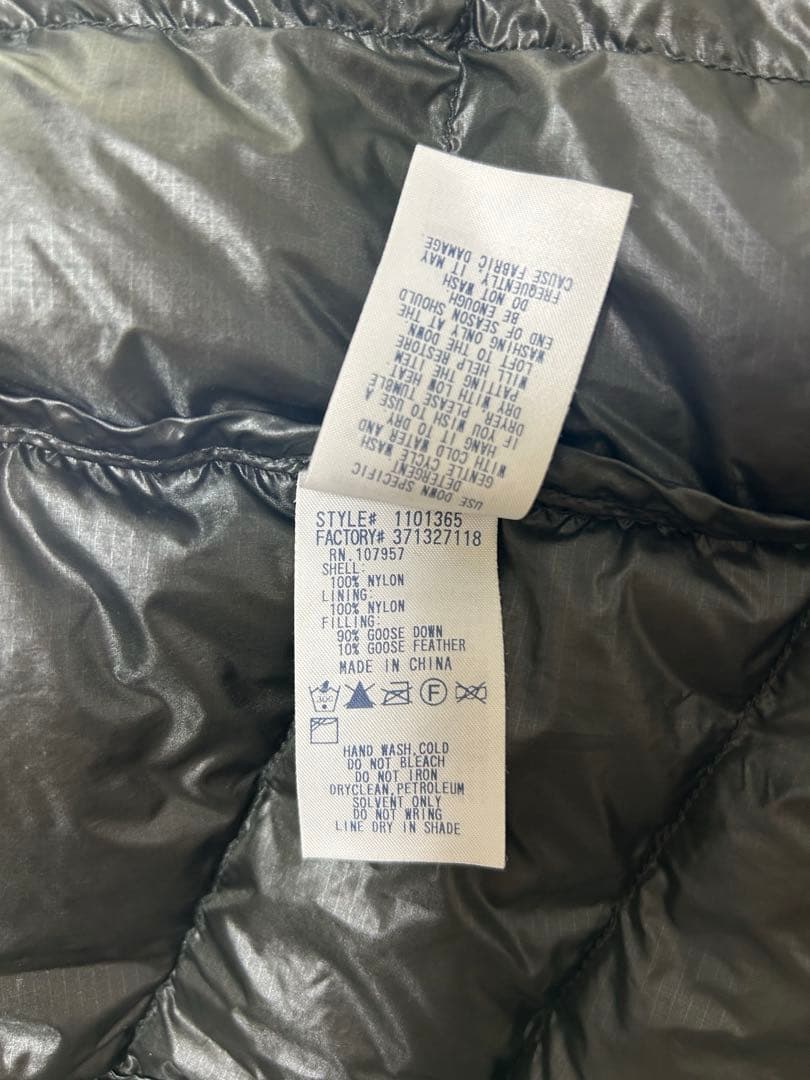 USE DOWN SPECIFIC
DETERGENT
GENTLE CYCLE WASH
WITH COLD WATER AND
HANG IT TO DRY
IF YOU WISH TO USE A
DRYER, PLEASE TUMBLE
DRY WITH LOW HEAT
PATTING THE ITEM
WILL HELP RESTORE
LOFT TO THE DOWN
WASHING ONLY AT THE
END OF SEASON SHOULD
BE ENOUGH
DO NOT WASH
FREQUENTLY IT MAY
CAUSE FABRIC DAMAGE.
STYLE# 1101365
FACTORY# 371327118
RN.107957
SHELL:
100% NYLON
LINING:
100% NYLON
FILLING:
90% GOOSE DOWN
10% GOOSE FEATHER
MADE IN CHINA
30C F
HAND WASH,COLD
DO NOT BLEACH
DO NOT IRON
DRYCLEAN,PETROLEUM
SOLVENT ONLY
DO NOT WRING
LINE DRY IN SHADE